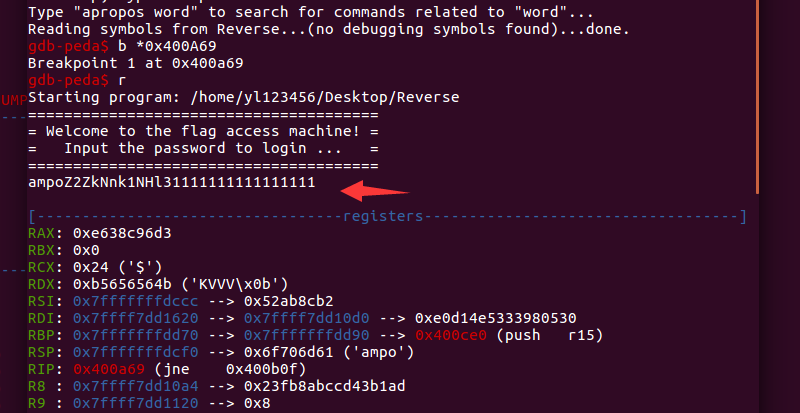 Type "apropos word" to search for commands related to "word"...
Reading symbols from Reverse...(no debugging symbols found)...done.
gdb-peda$ b *0x400A69
Breakpoint 1 at 0x400a69
gdb-peda$ r
UMP
Starting program: /home/yl123456/Desktop/Reverse
=======================================
= Welcome to the flag access machine! =
=   Input the password to login ...   =
=======================================
ampoZ2ZkNnk1NHl31111111111111111
[----------------------------------registers-----------------------------------]
RAX: 0xe638c96d3
RBX: 0x0
RCX: 0x24 ('$')
RDX: 0xb5656564b ('KVVV\x0b')
RSI: 0x7fffffffdccc --> 0x52ab8cb2
RDI: 0x7ffff7dd1620 --> 0x7ffff7dd10d0 --> 0xe0d14e5333980530
RBP: 0x7fffffffdd70 --> 0x7fffffffdd90 --> 0x400ce0 (push   r15)
RSP: 0x7fffffffdcf0 --> 0x6f706d61 ('ampo')
RIP: 0x400a69 (jne    0x400b0f)
R8 : 0x7ffff7dd10a4 --> 0x23fb8abccd43b1ad
R9 : 0x7ffff7dd1120 --> 0x8